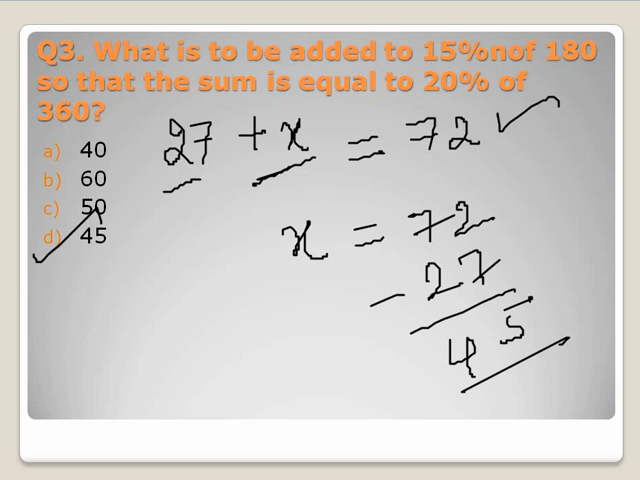 Q3. What is to be added to 15%nof 180
so that the sum is equal to 20% of
360?
a) 40
b) 60
c) 50
d) 45
27 + x = 72
x = 72
- 27
45